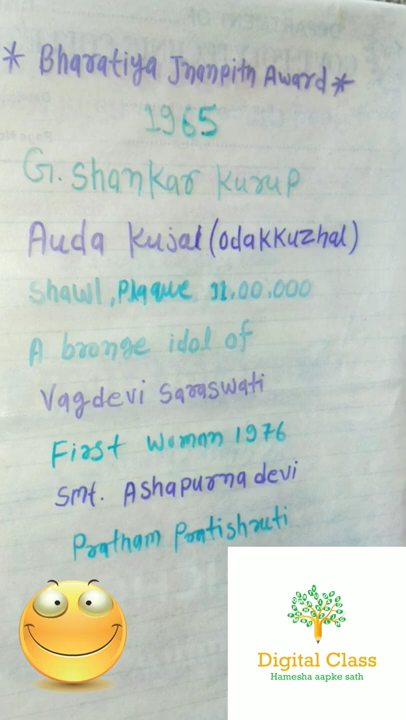 * Bharatiya Jnanpith Award *
1965
G. Shankar Kurup
Auda Kujal (Odakkuzhal)
Shawl, Plaque 11,00,000
A bronze idol of
Vagdevi Saraswati
First Woman 1976
Smt. Ashapurna devi
Pratham Pratishruti
Digital Class
Hamesha aapke sath